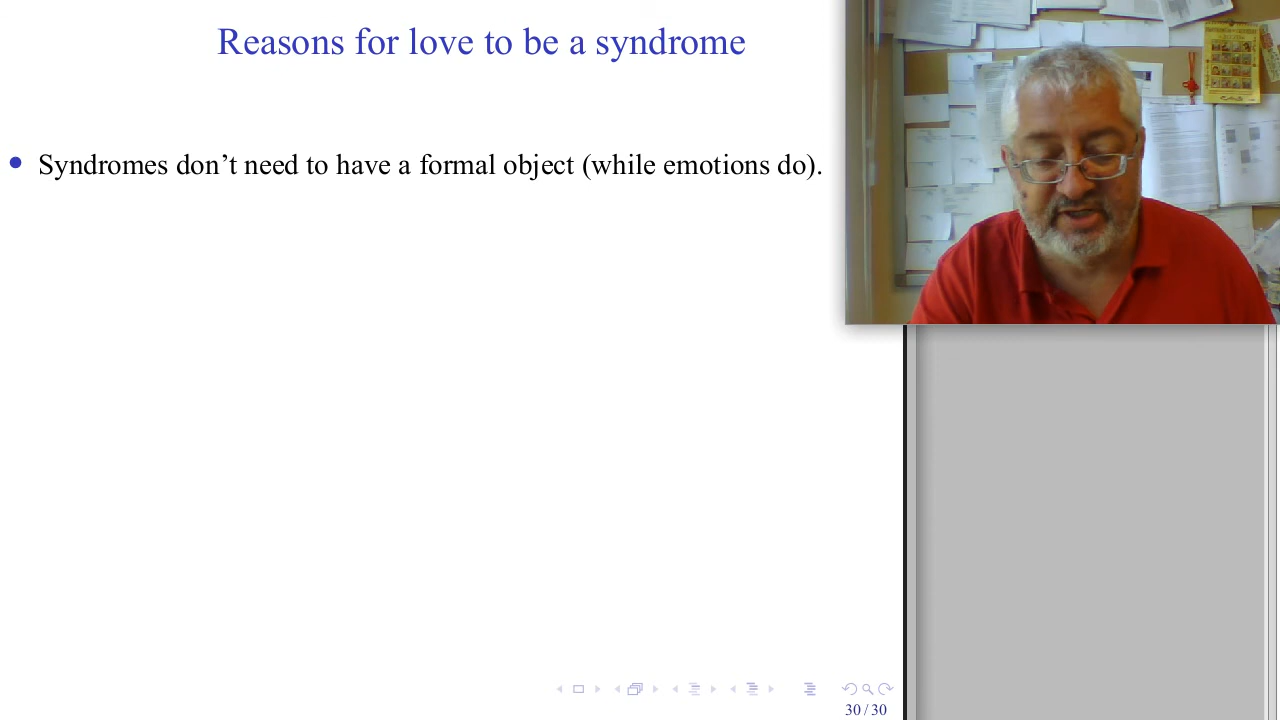 Reasons for love to be a syndrome
Syndromes don't need to have a formal object (while emotions do).
30 / 30